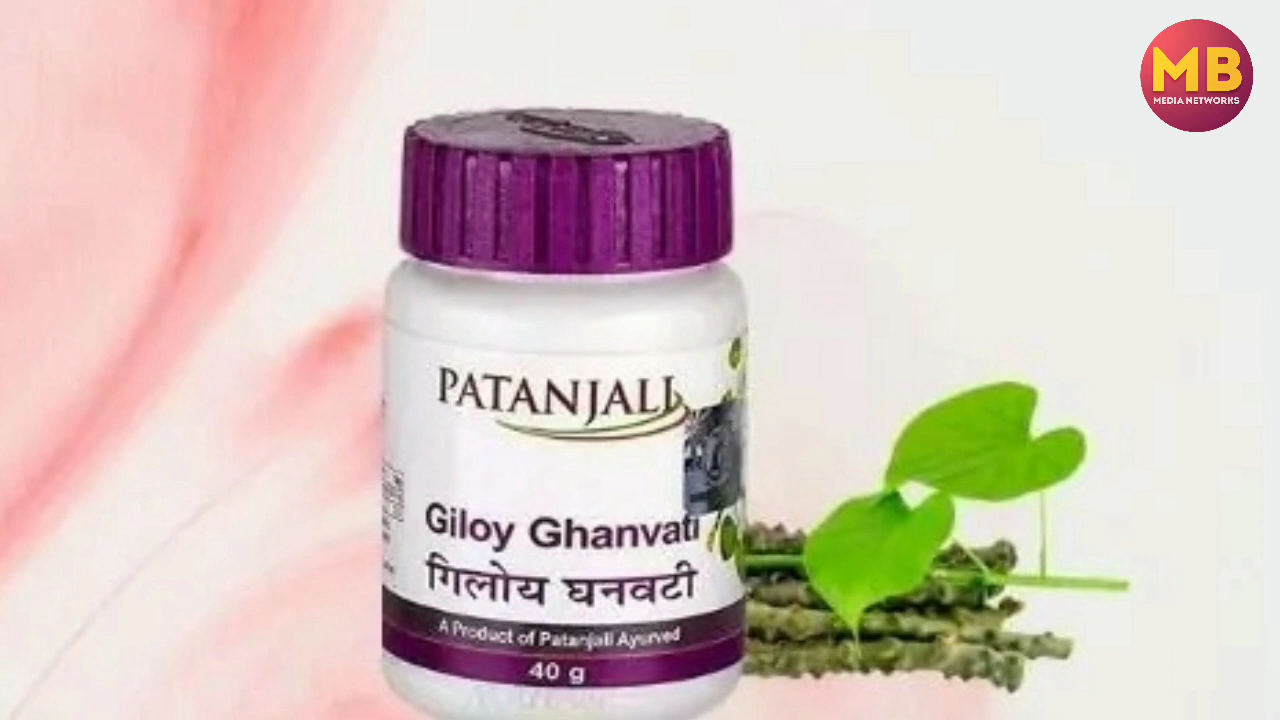 MB
MEDIA NETWORKS
PATANJALI
Giloy Ghanvati
गिलोय घनवटी
A Product of Patanjali Ayurved
40 g